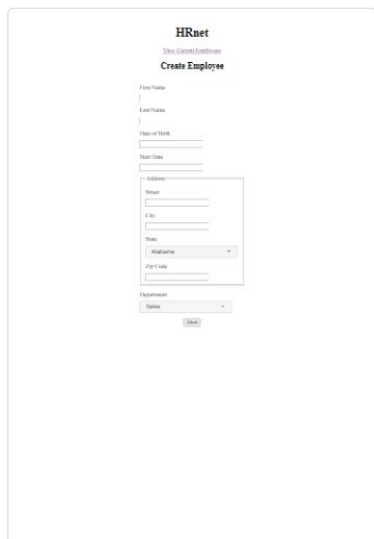 HRnet
View Current Employees
Create Employee
First Name
Last Name
Date of Birth
Start Date
Address
Street
City
State
Alabama
Zip Code
Department
Sales
Save